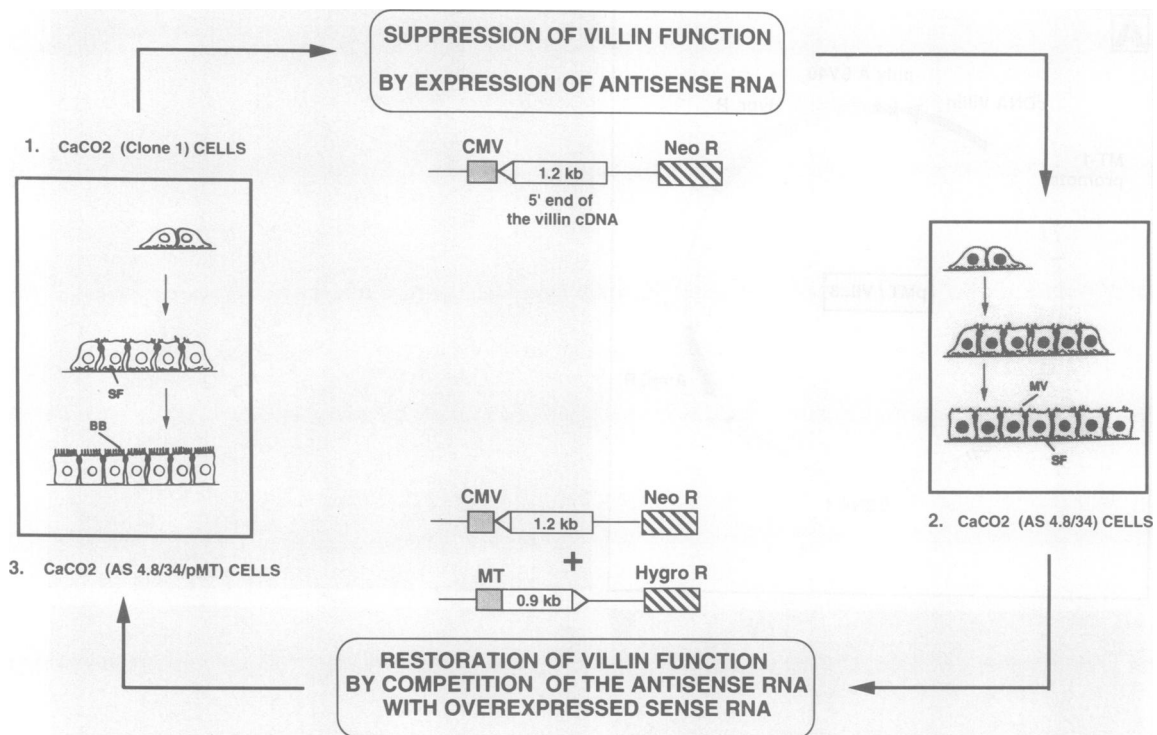 SUPPRESSION OF VILLIN FUNCTION
BY EXPRESSION OF ANTISENSE RNA
1. CaCO2 (Clone 1) CELLS
SF
BB
CMV
1.2 kb
Neo R
5' end of
the villin cDNA
MV
SF
2. CaCO2 (AS 4.8/34) CELLS
CMV
1.2 kb
Neo R
+
MT
0.9 kb
Hygro R
3. CaCO2 (AS 4.8/34/pMT) CELLS
RESTORATION OF VILLIN FUNCTION
BY COMPETITION OF THE ANTISENSE RNA
WITH OVEREXPRESSED SENSE RNA